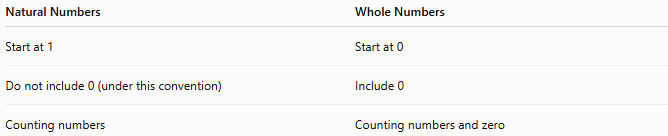 Natural Numbers Whole Numbers
Start at 1 Start at 0
Do not include 0 (under this convention) Include 0
Counting numbers Counting numbers and zero